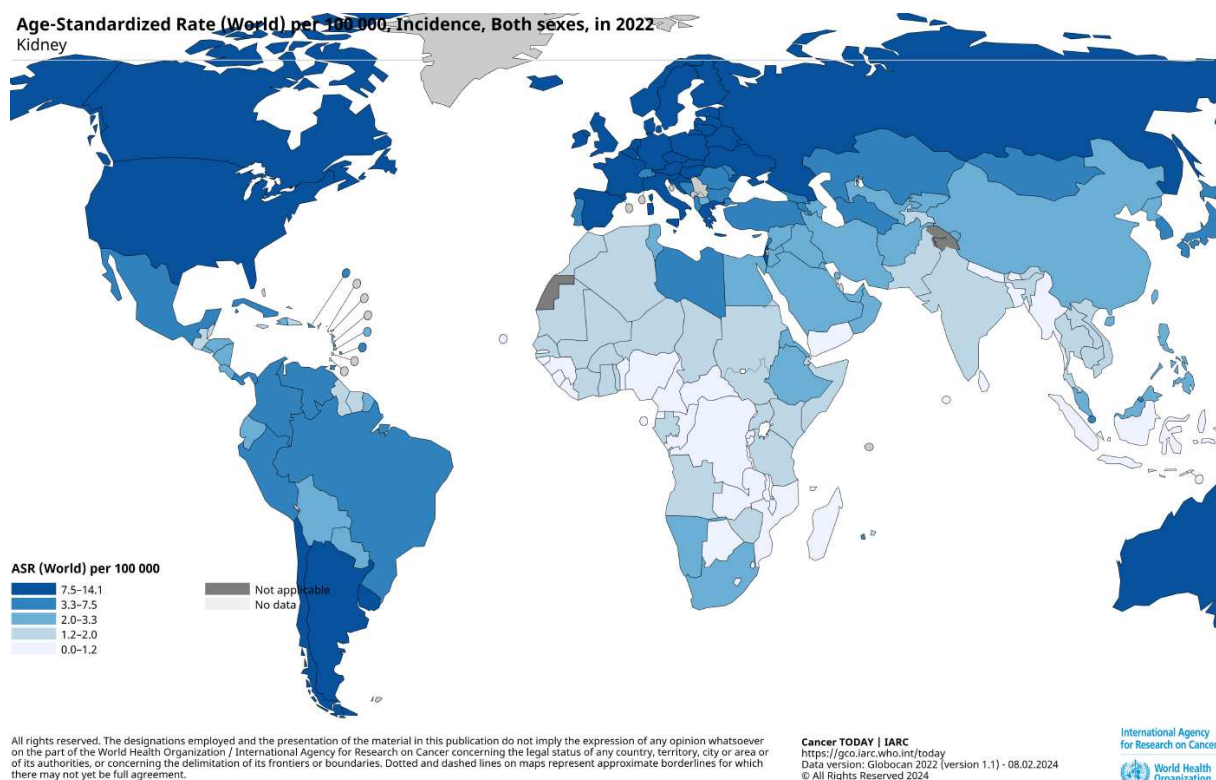 Age-Standardized Rate (World) per 100 000, Incidence, Both sexes, in 2022
Kidney
ASR (World) per 100 000
7.5–14.1
3.3–7.5
2.0–3.3
1.2–2.0
0.0–1.2
Not applicable
No data
All rights reserved. The designations employed and the presentation of the material in this publication do not imply the expression of any opinion whatsoever
on the part of the World Health Organization / International Agency for Research on Cancer concerning the legal status of any country, territory, city or area or
of its authorities, or concerning the delimitation of its frontiers or boundaries. Dotted and dashed lines on maps represent approximate borderlines for which
there may not yet be full agreement.
Cancer TODAY | IARC
https://gco.iarc.who.int/today
Data version: Globocan 2022 (version 1.1) - 08.02.2024
© All Rights Reserved 2024
International Agency
for Research on Cancer
World Health
Organization